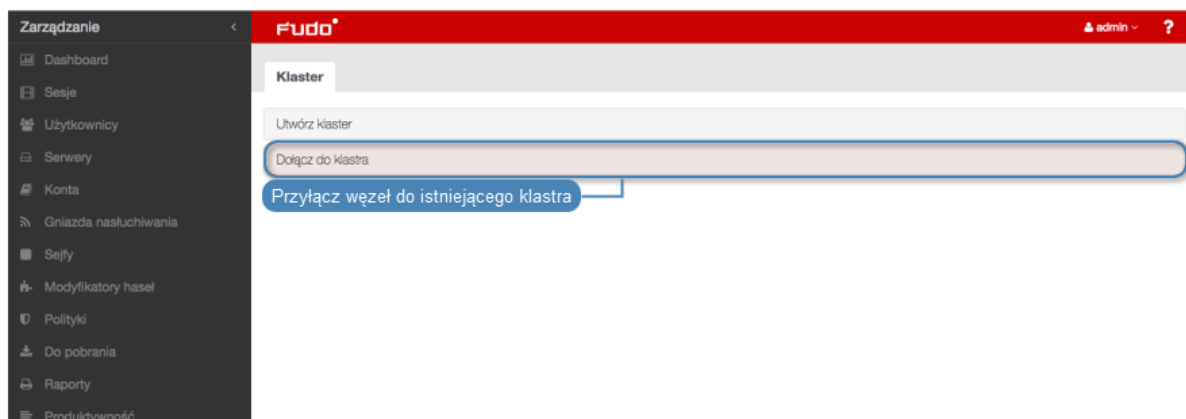 Zarządzanie
FUDO
admin
?
Dashboard
Klaster
Sesje
Użytkownicy
Utwórz klaster
Serwery
Dołącz do klastra
Konta
Przyłącz węzeł do istniejącego klastra
Gniazda nasłuchiwania
Sejfy
Modyfikatory haseł
Polityki
Do pobrania
Raporty
Produktywność